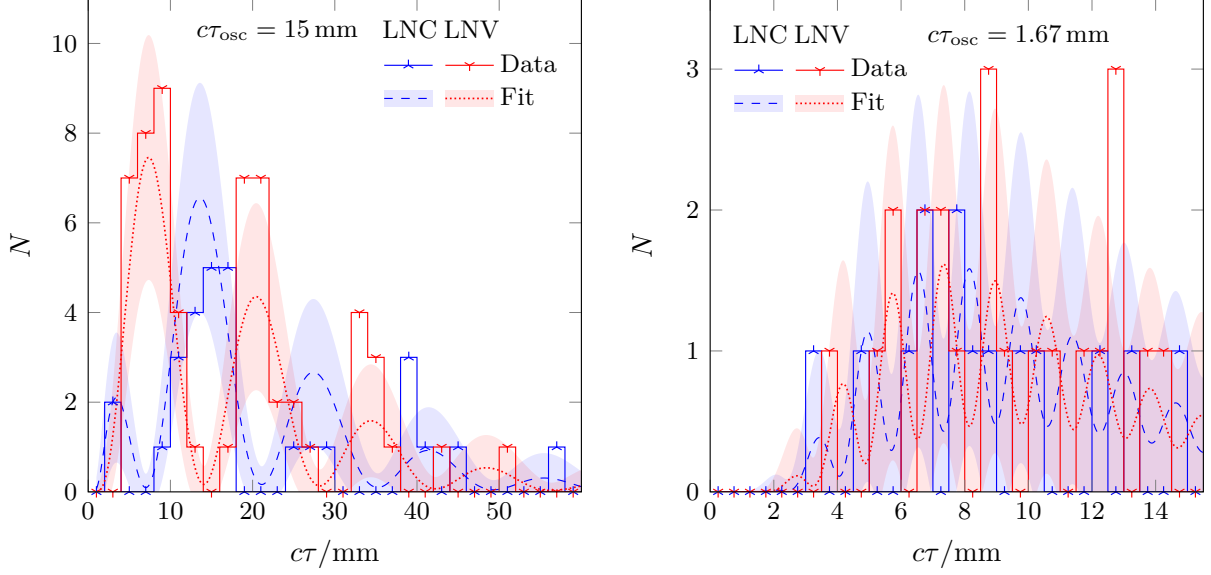 cτosc = 15 mm
LNC LNV
Data
Fit
10
8
6
4
2
0
N
0 10 20 30 40 50
cτ/mm
LNC LNV
cτosc = 1.67 mm
Data
Fit
3
2
1
0
N
0 2 4 6 8 10 12 14
cτ/mm